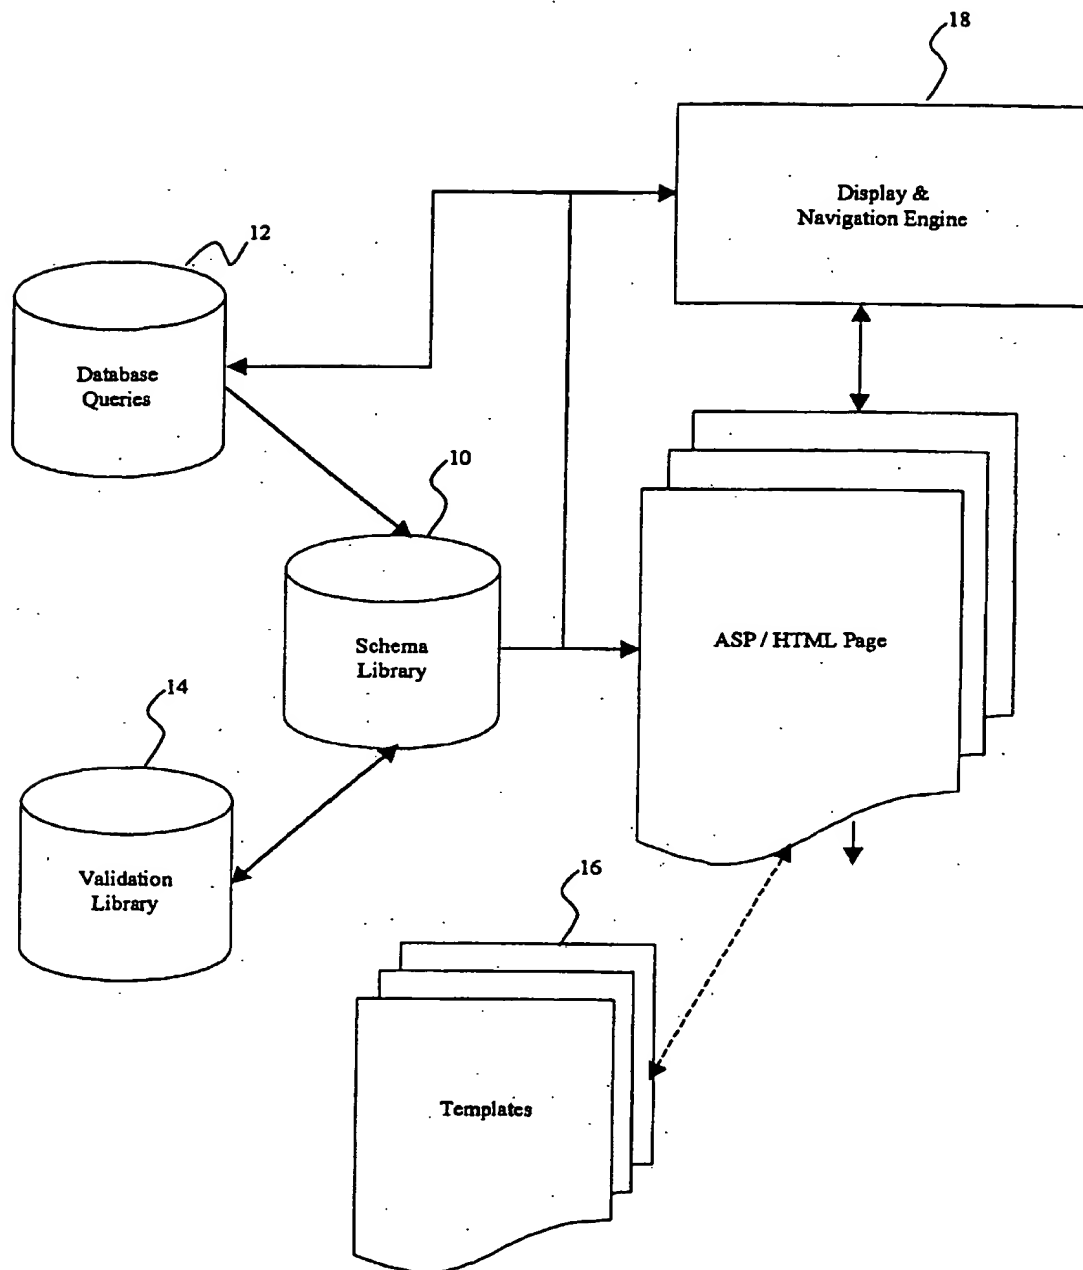 18
Display &
Navigation Engine
12
Database
Queries
10
Schema
Library
ASP / HTML Page
14
Validation
Library
16
Templates